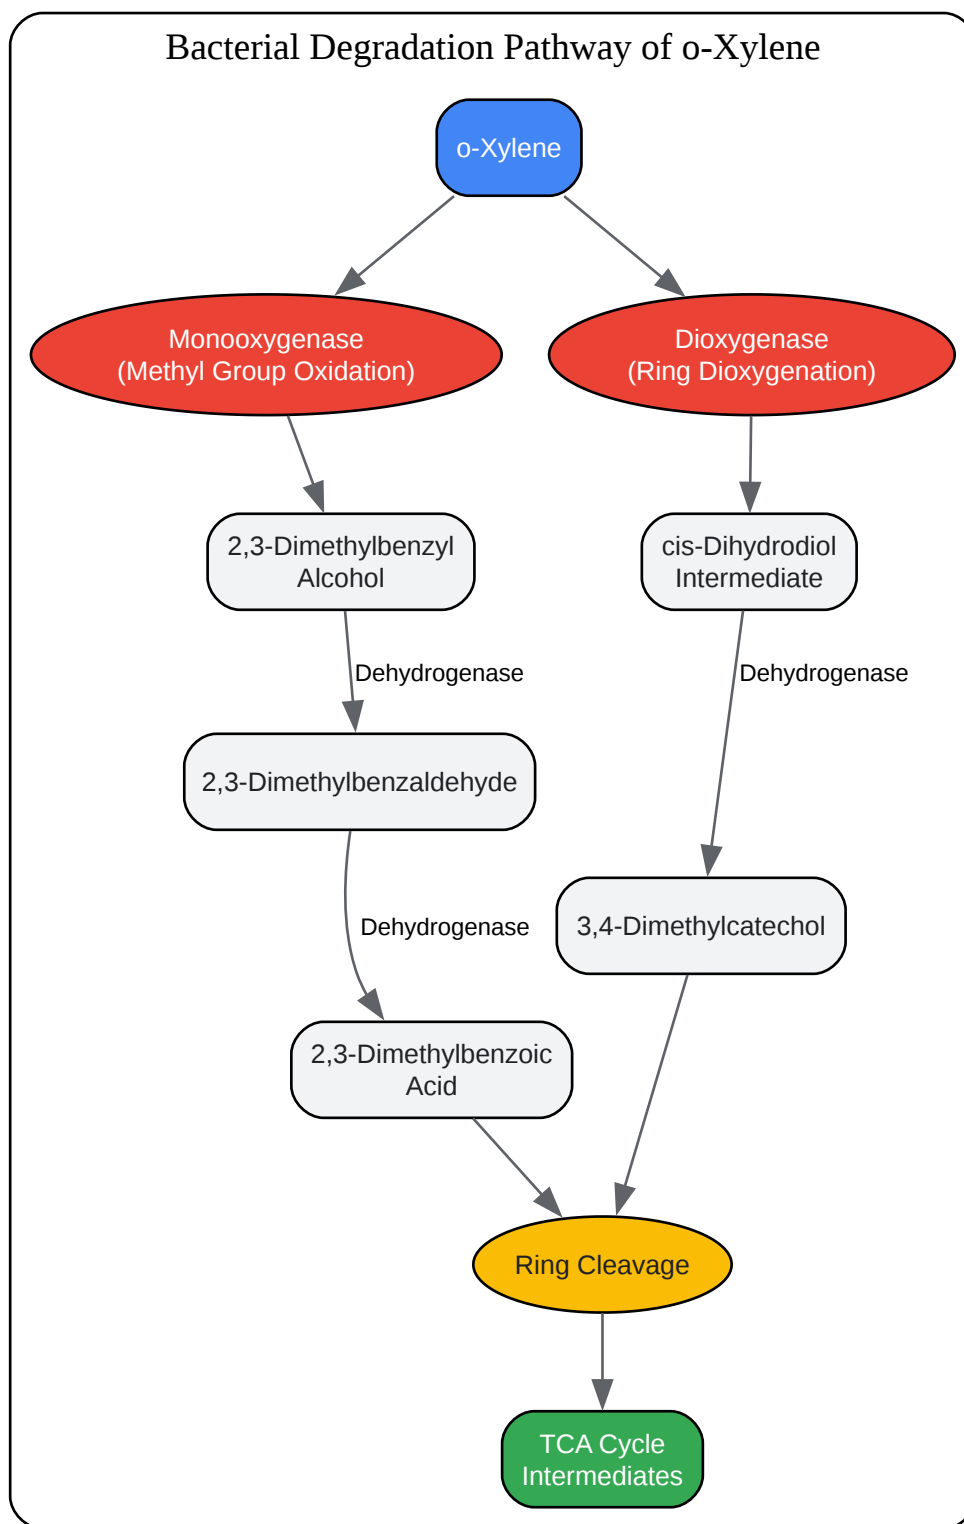 Bacterial Degradation Pathway of o-Xylene
o-Xylene
Monooxygenase
(Methyl Group Oxidation)
Dioxygenase
(Ring Dioxygenation)
2,3-Dimethylbenzyl
Alcohol
cis-Dihydrodiol
Intermediate
Dehydrogenase
Dehydrogenase
2,3-Dimethylbenzaldehyde
3,4-Dimethylcatechol
Dehydrogenase
2,3-Dimethylbenzoic
Acid
Ring Cleavage
TCA Cycle
Intermediates